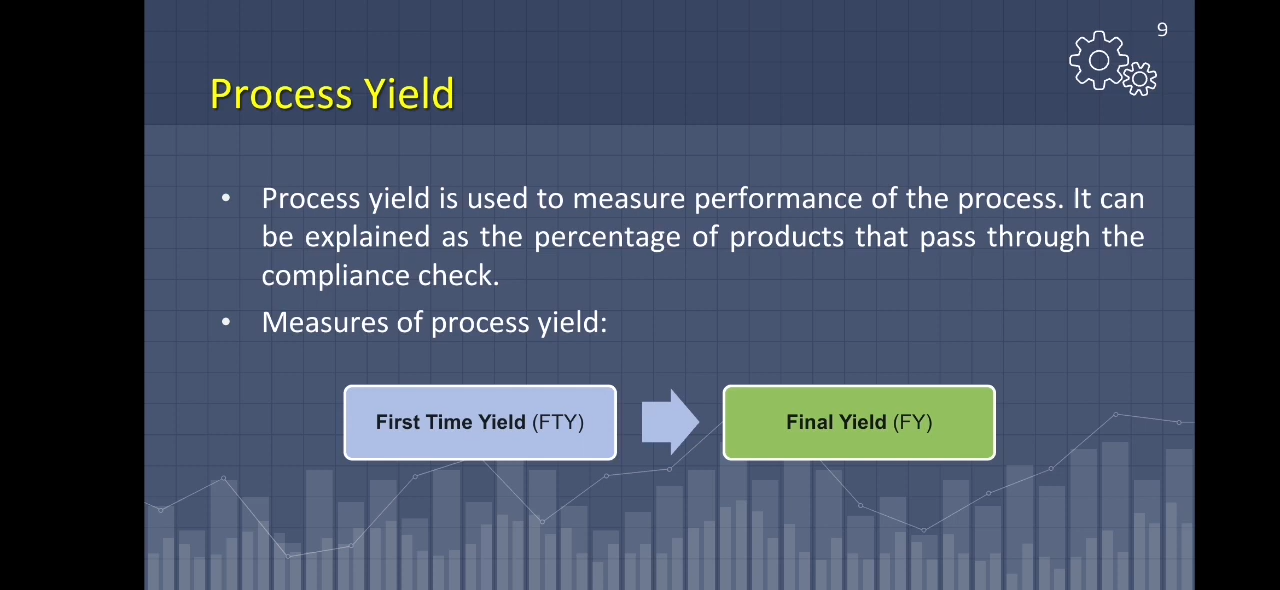 9
Process Yield
• Process yield is used to measure performance of the process. It can
be explained as the percentage of products that pass through the
compliance check.
• Measures of process yield:
First Time Yield (FTY)
Final Yield (FY)